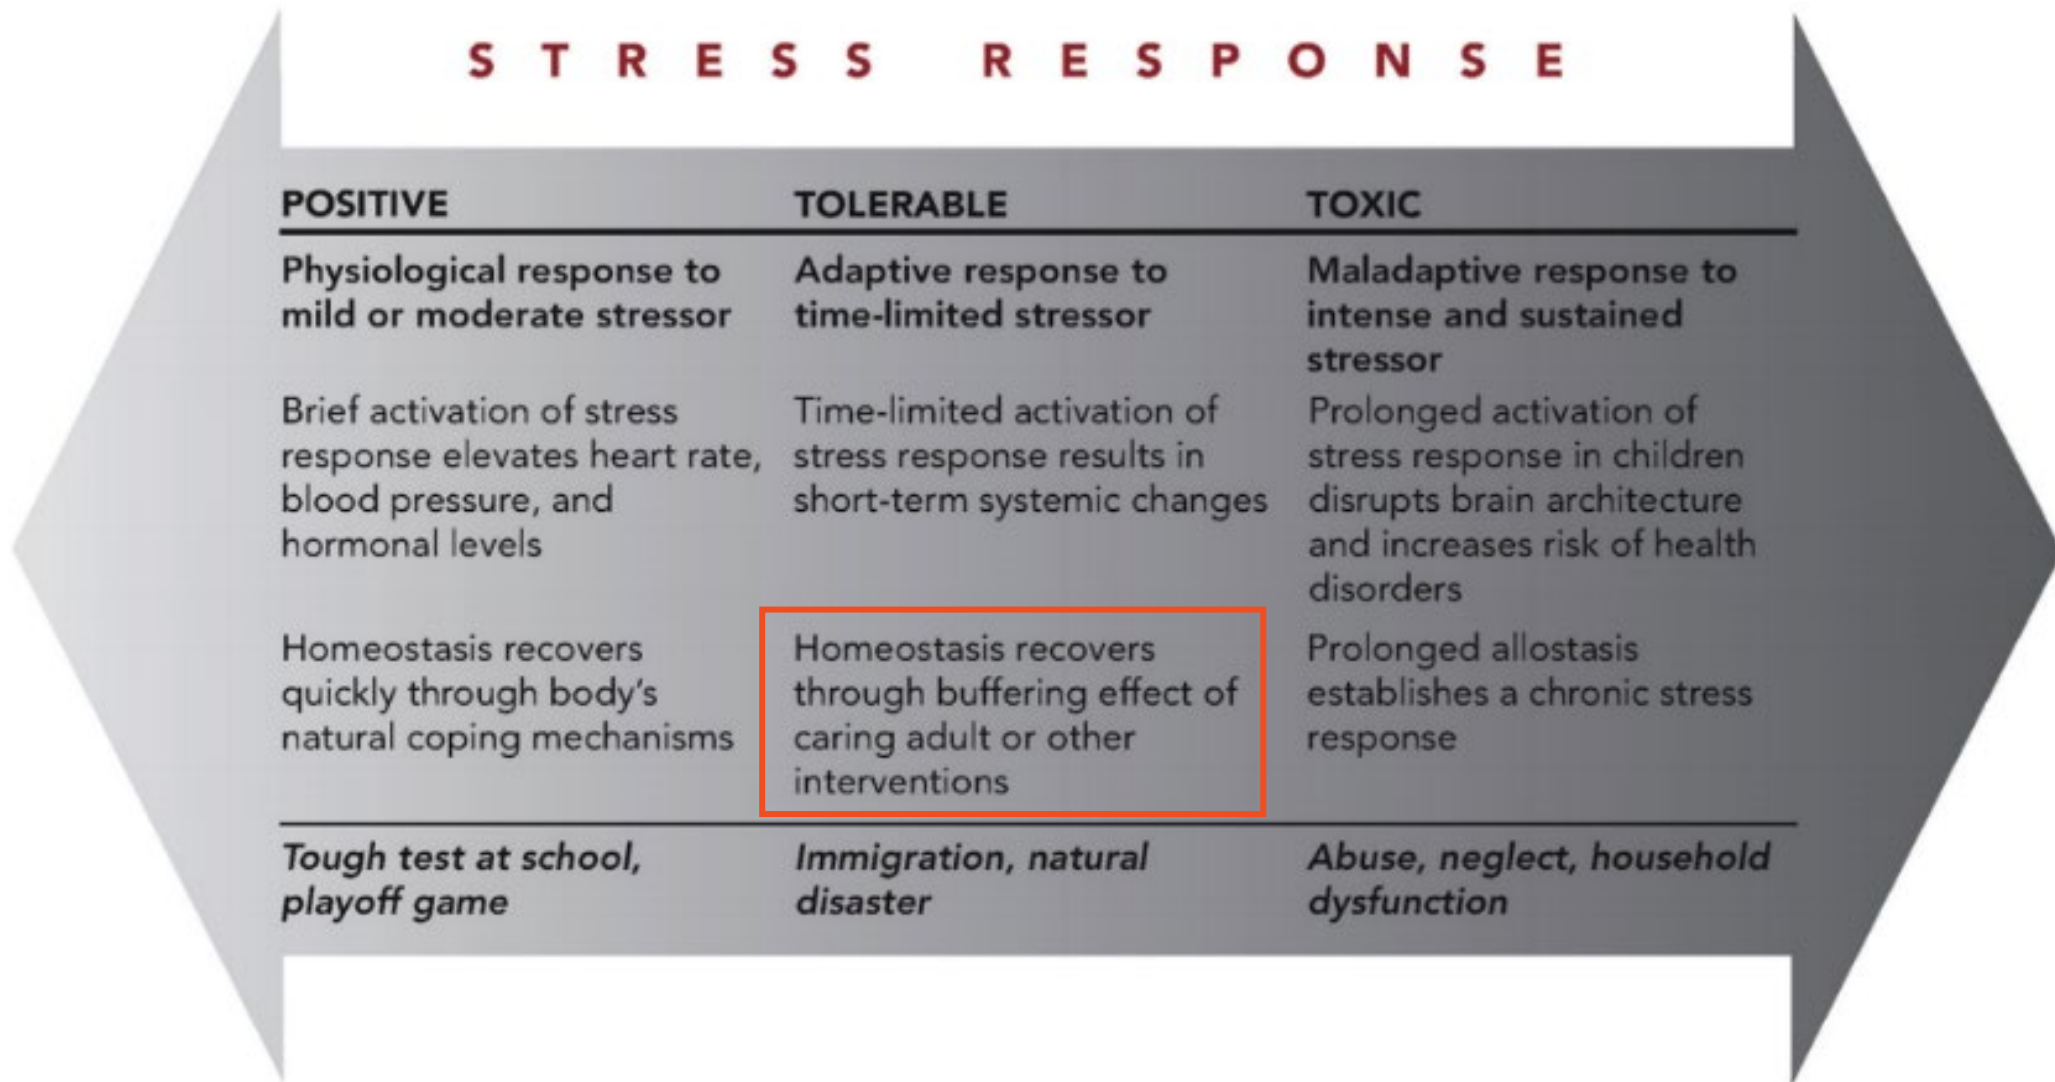 STRESS RESPONSE
POSITIVE
Physiological response to
mild or moderate stressor
Brief activation of stress
response elevates heart rate,
blood pressure, and
hormonal levels
Homeostasis recovers
quickly through body's
natural coping mechanisms
Tough test at school,
playoff game
TOLERABLE
Adaptive response to
time-limited stressor
Time-limited activation of
stress response results in
short-term systemic changes
Homeostasis recovers
through buffering effect of
caring adult or other
interventions
Immigration, natural
disaster
TOXIC
Maladaptive response to
intense and sustained
stressor
Prolonged activation of
stress response in children
disrupts brain architecture
and increases risk of health
disorders
Prolonged allostasis
establishes a chronic stress
response
Abuse, neglect, household
dysfunction